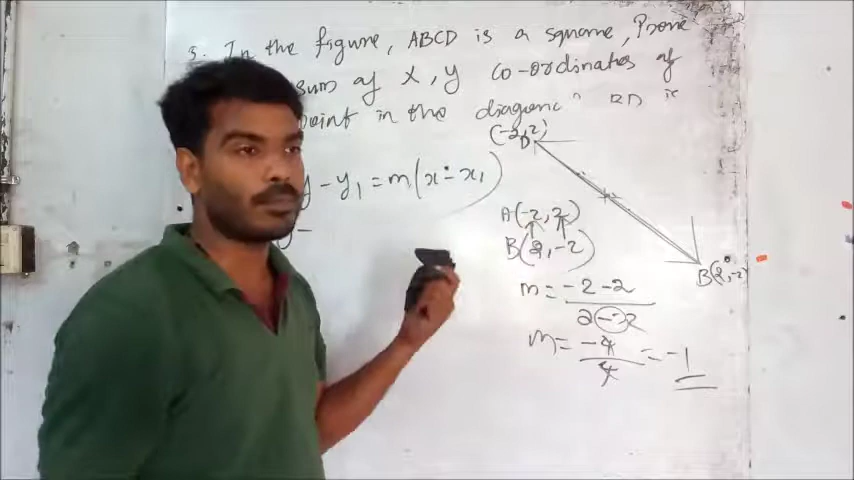 3. In the figure, ABCD is a square, Prove
sum of x, y co-ordinates of
point in the diagonal BD is
(-2, 2)
D
y - y₁ = m(x - x₁)
y -
A(-2, 2)
B(2, -2)
B(2, -2)
m = -2 - 2 / 2 - -2
m = -4 / 4 = -1